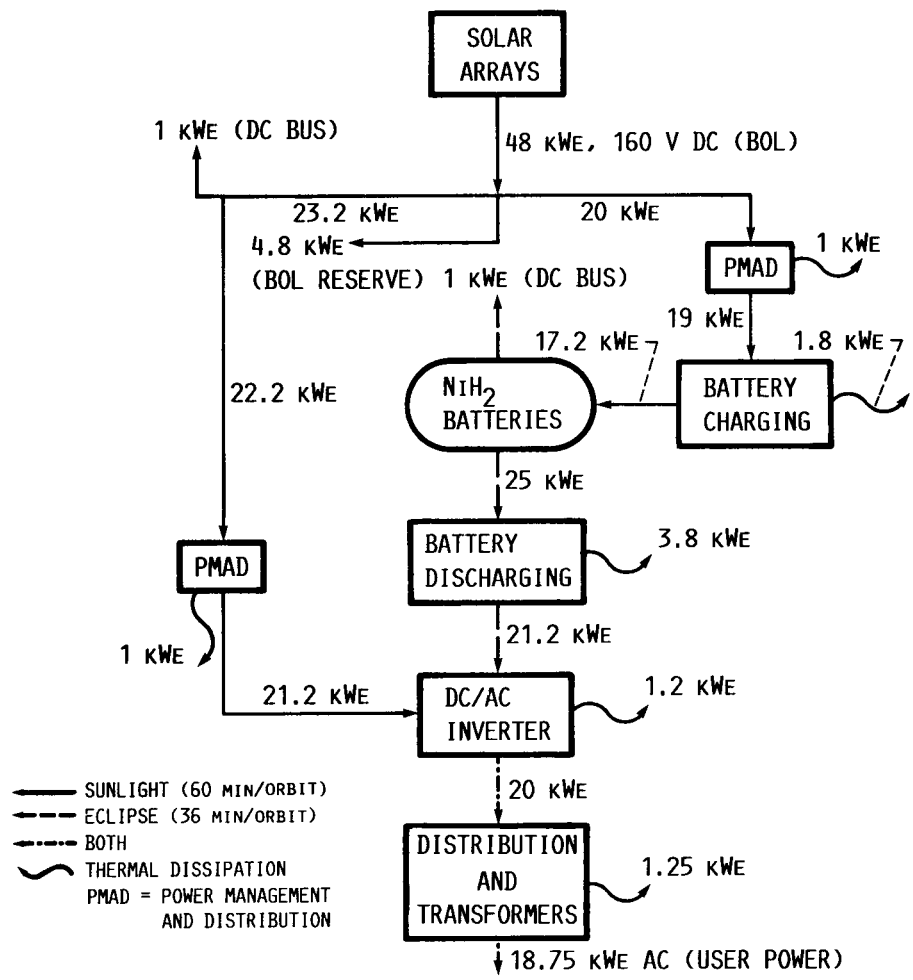 SOLAR
ARRAYS
1 KWE (DC BUS)
48 KWE, 160 V DC (BOL)
23.2 KWE
20 KWE
4.8 KWE
(BOL RESERVE)
1 KWE (DC BUS)
PMAD
1 KWE
19 KWE
17.2 KWE
1.8 KWE
22.2 KWE
NIH2
BATTERIES
BATTERY
CHARGING
25 KWE
BATTERY
DISCHARGING
3.8 KWE
PMAD
1 KWE
21.2 KWE
21.2 KWE
DC/AC
INVERTER
1.2 KWE
20 KWE
SUNLIGHT (60 MIN/ORBIT)
ECLIPSE (36 MIN/ORBIT)
BOTH
THERMAL DISSIPATION
PMAD = POWER MANAGEMENT
AND DISTRIBUTION
DISTRIBUTION
AND
TRANSFORMERS
1.25 KWE
18.75 KWE AC (USER POWER)